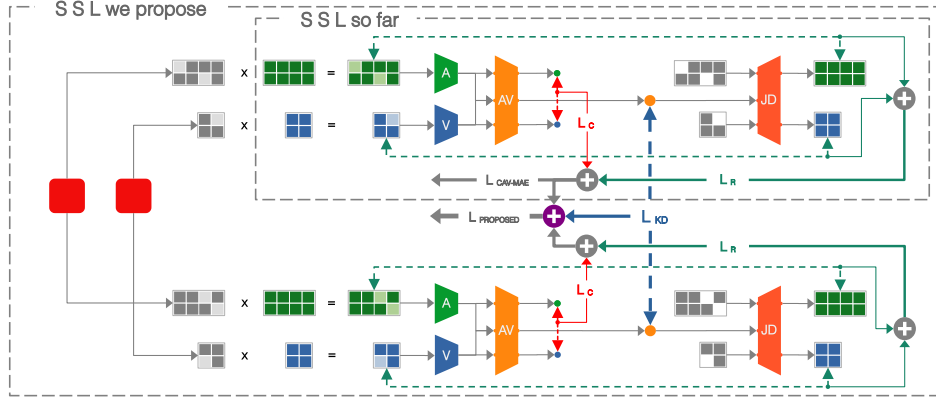 S S L we propose
S S L so far
x = A AV JD
x = V
L C
L CAV-MAE L R
L PROPOSED L KD
L R
L C
x = A AV JD
x = V